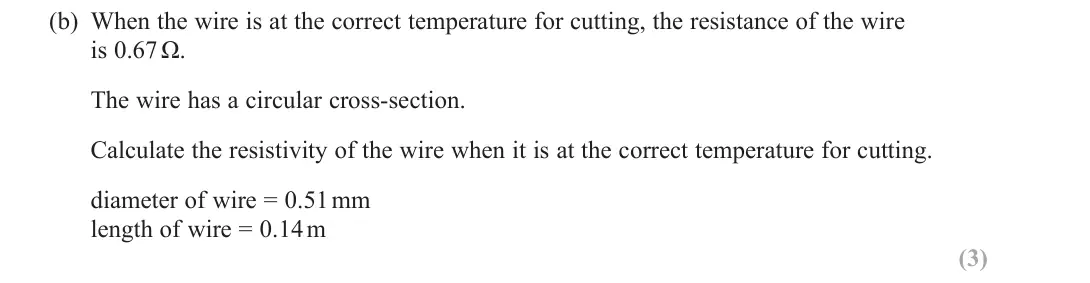 (b) When the wire is at the correct temperature for cutting, the resistance of the wire
is 0.67 Ω.
The wire has a circular cross-section.
Calculate the resistivity of the wire when it is at the correct temperature for cutting.
diameter of wire = 0.51 mm
length of wire = 0.14 m
(3)